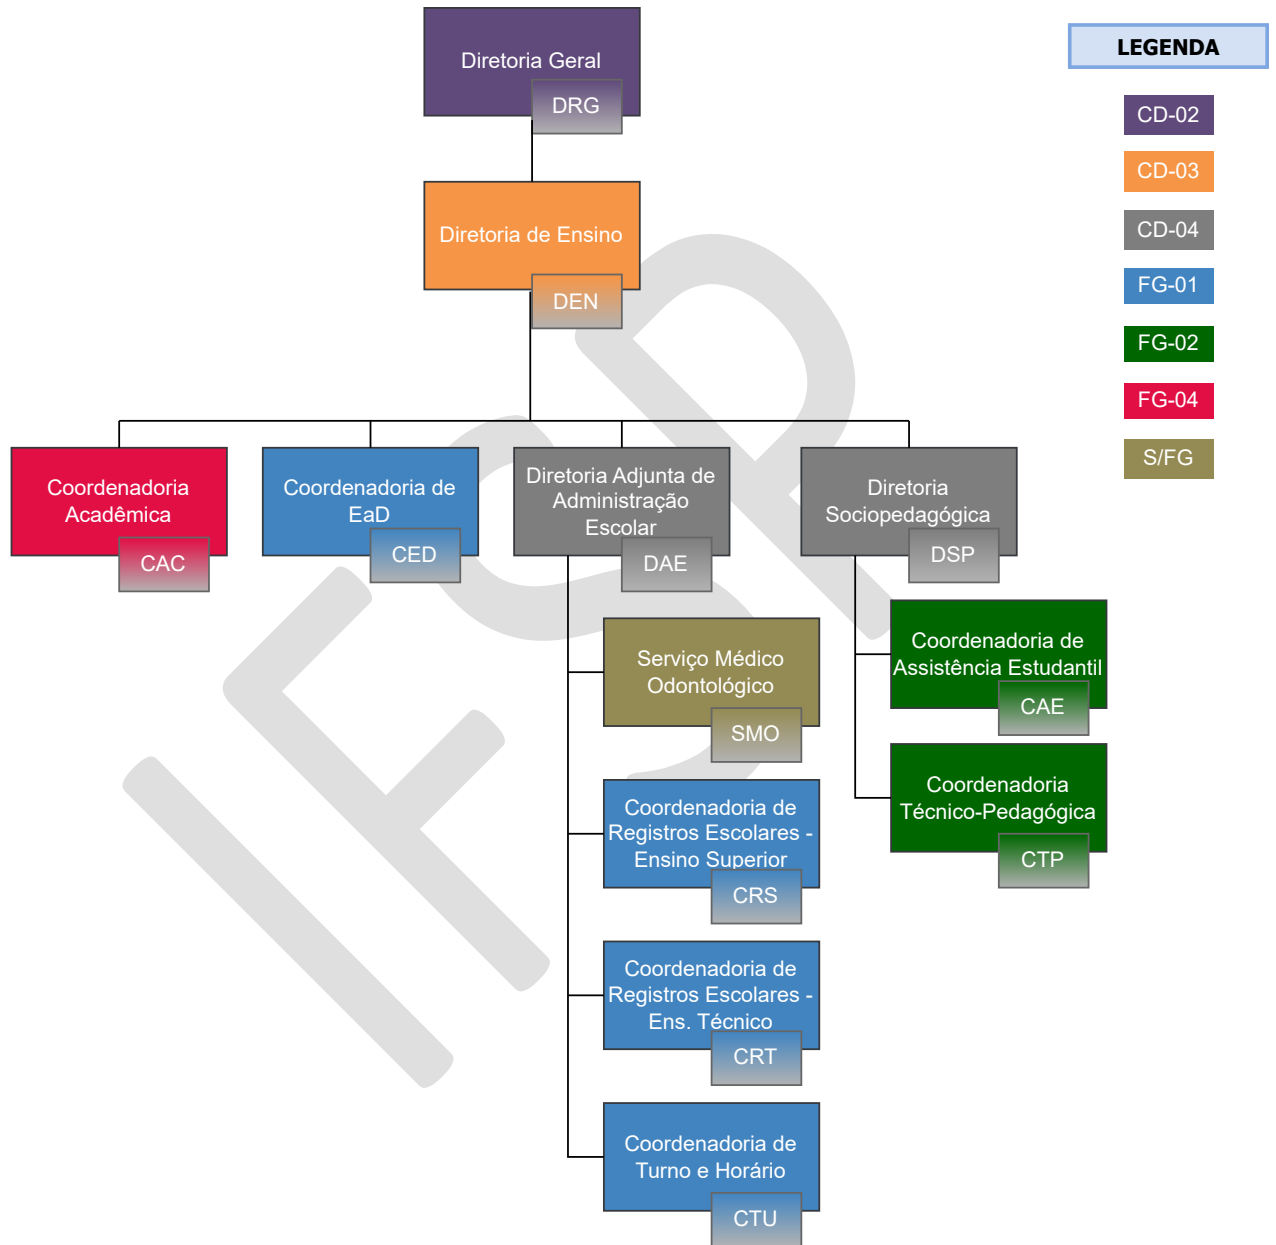 Diretoria Geral
DRG
LEGENDA
CD-02
CD-03
CD-04
FG-01
FG-02
FG-04
S/FG
Diretoria de Ensino
DEN
Coordenadoria
Acadêmica
CAC
Coordenadoria de
EaD
CED
Diretoria Adjunta de
Administração
Escolar
DAE
Diretoria
Sociopedagógica
DSP
Serviço Médico
Odontológico
SMO
Coordenadoria de
Registros Escolares -
Ensino Superior
CRS
Coordenadoria de
Registros Escolares -
Ens. Técnico
CRT
Coordenadoria de
Turno e Horário
CTU
Coordenadoria de
Assistência Estudantil
CAE
Coordenadoria
Técnico-Pedagógica
CTP
IFSP